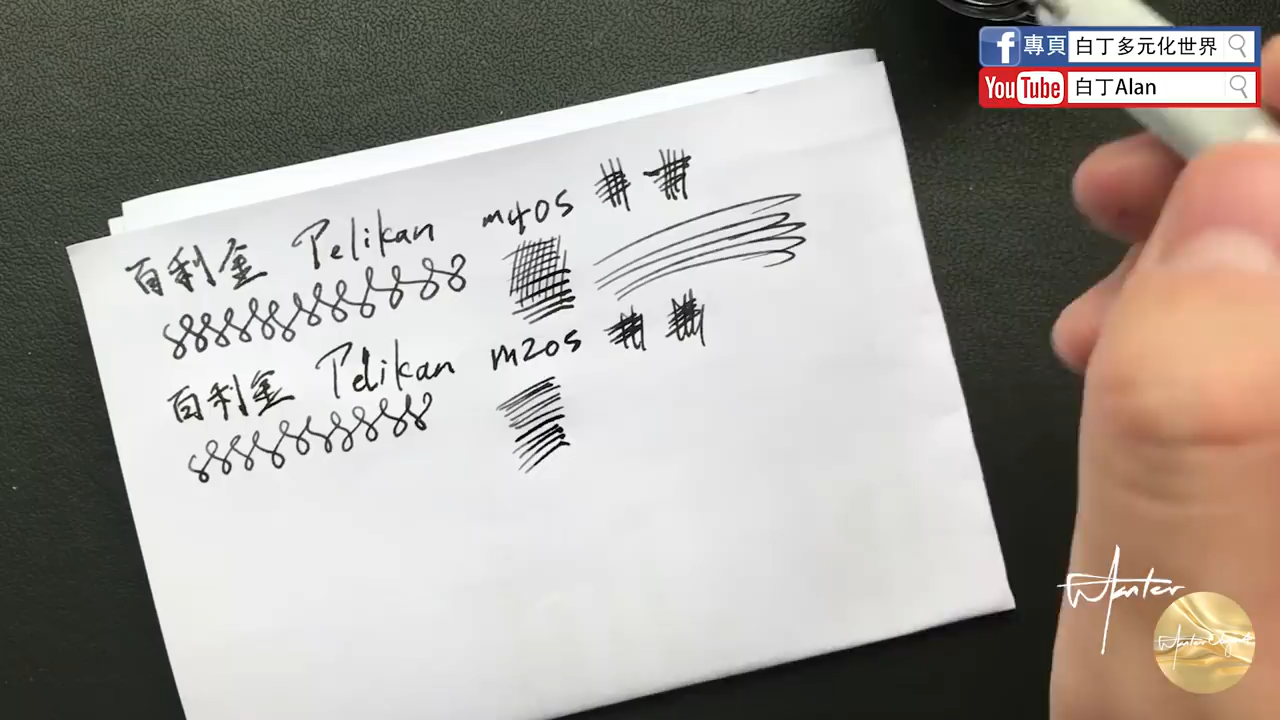 專頁 白丁多元化世界
YouTube 白丁Alan
百利金 Pelikan m405
百利金 Pelikan m205
Wanter